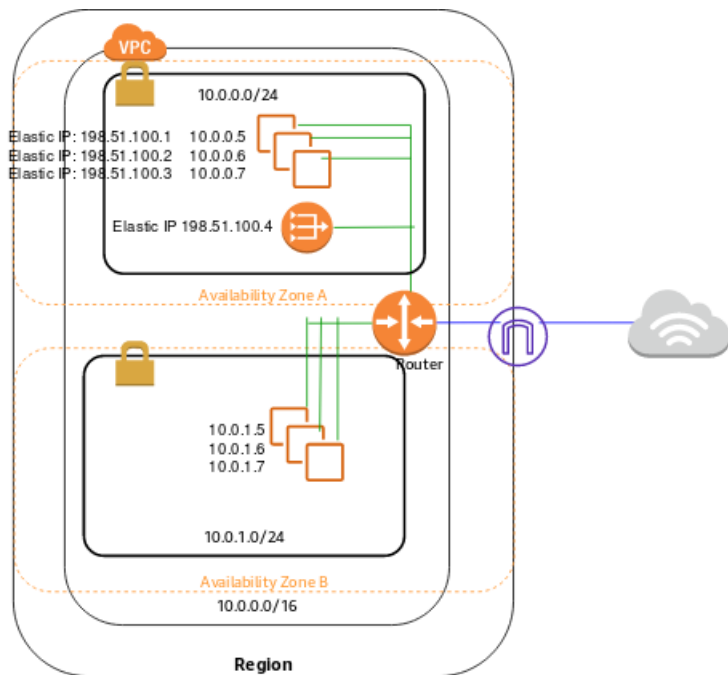 VPC
10.0.0.0/24
Elastic IP: 198.51.100.1 10.0.0.5
Elastic IP: 198.51.100.2 10.0.0.6
Elastic IP: 198.51.100.3 10.0.0.7
Elastic IP 198.51.100.4
Availability Zone A
Router
10.0.1.5
10.0.1.6
10.0.1.7
10.0.1.0/24
Availability Zone B
10.0.0.0/16
Region